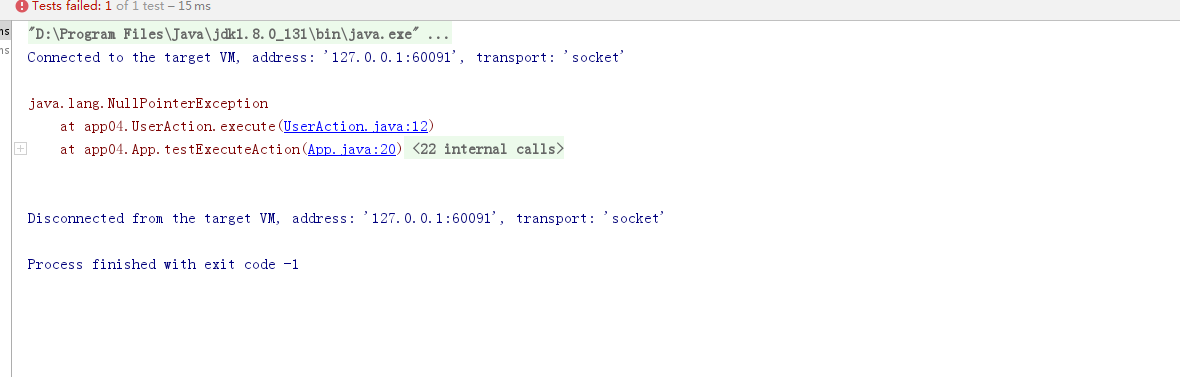 Tests failed: 1 of 1 test – 15 ms
"D:\Program Files\Java\jdk1.8.0_131\bin\java.exe" ...
Connected to the target VM, address: '127.0.0.1:60091', transport: 'socket'
java.lang.NullPointerException
at app04.UserAction.execute(UserAction.java:12)
at app04.App.testExecuteAction(App.java:20) <22 internal calls>
Disconnected from the target VM, address: '127.0.0.1:60091', transport: 'socket'
Process finished with exit code -1